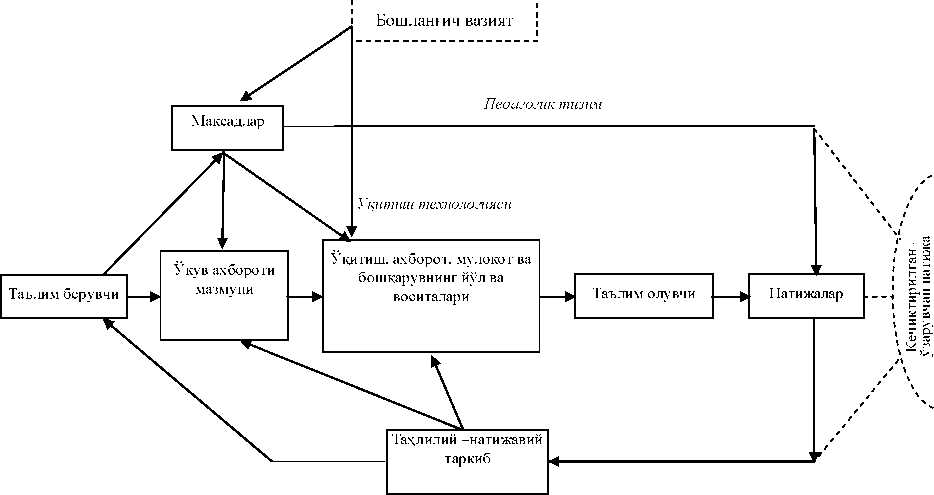 Бошланғич вазият
Педагогик тизим
Мақсадлар
Ўқитиш технологияси
Ўқув ахбороти
мазмуни
Ўқитиш, ахборот, мулоқот ва
бошқарувнинг йўл ва
воситалари
Таълим берувчи
Таълим олувчи
Натижалар
Кечиктирилган -
ўзгарувчан натижа
Таҳлилий –натижавий
таркиб